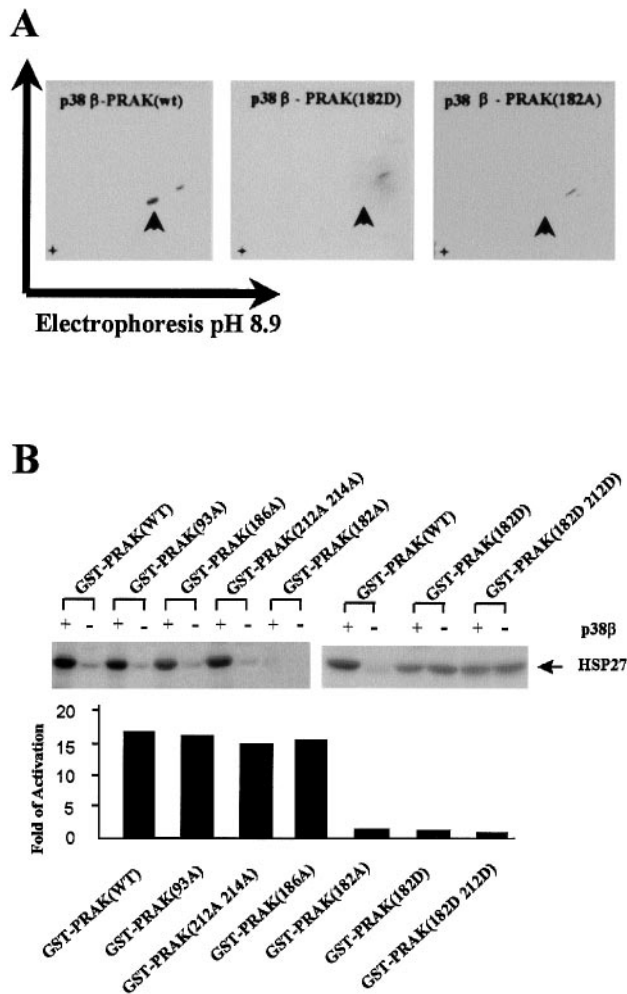 A
p38 β-PRAK(wt)
p38 β - PRAK(182D)
p38 β - PRAK(182A)
+ + +
Electrophoresis pH 8.9
B
GST-PRAK(WT)
GST-PRAK(93A)
GST-PRAK(186A)
GST-PRAK(212A 214A)
GST-PRAK(182A)
GST-PRAK(WT)
GST-PRAK(182D)
GST-PRAK(182D 212D)
+ - + - + - + - + - + - + - + - p38β
HSP27
Fold of Activation
20
15
10
5
0
GST-PRAK(WT)
GST-PRAK(93A)
GST-PRAK(212A 214A)
GST-PRAK(186A)
GST-PRAK(182A)
GST-PRAK(182D)
GST-PRAK(182D 212D)